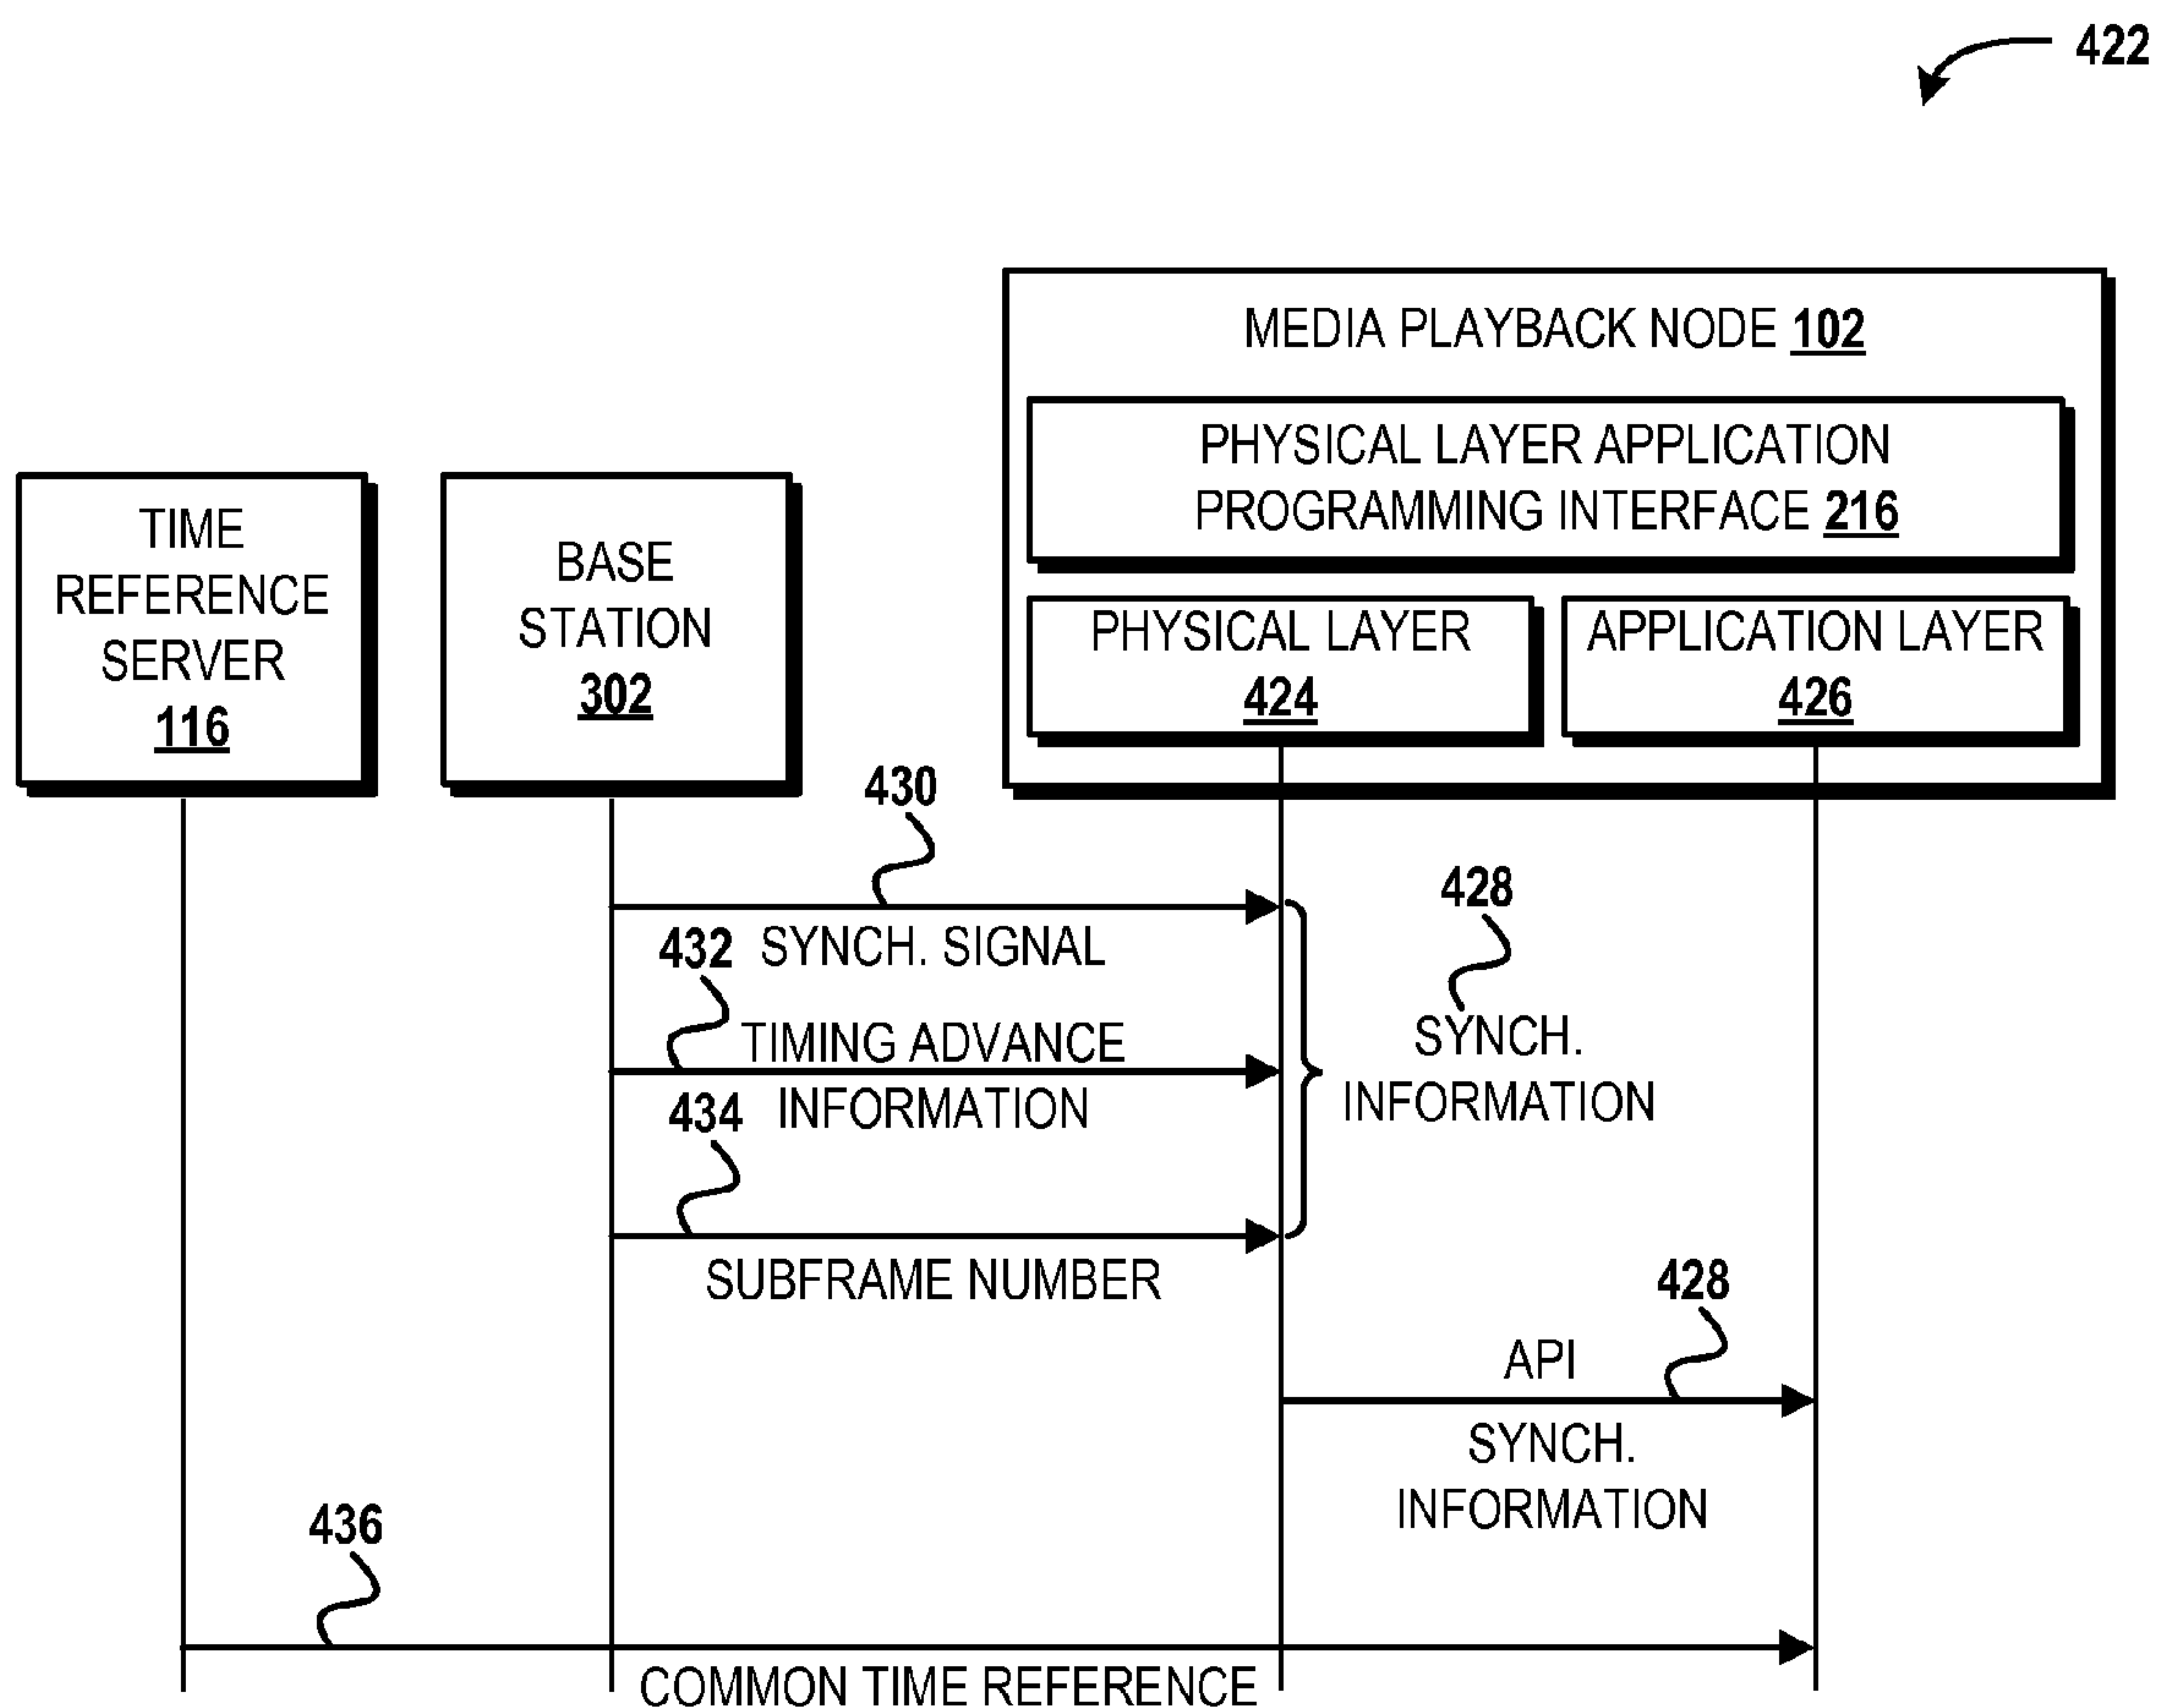 422
MEDIA PLAYBACK NODE 102
PHYSICAL LAYER APPLICATION
PROGRAMMING INTERFACE 216
TIME
REFERENCE
SERVER
116
BASE
STATION
302
PHYSICAL LAYER
424
APPLICATION LAYER
426
430
SYNCH. SIGNAL
432
TIMING ADVANCE
INFORMATION
434
SUBFRAME NUMBER
428
SYNCH.
INFORMATION
428
API
SYNCH.
INFORMATION
436
COMMON TIME REFERENCE